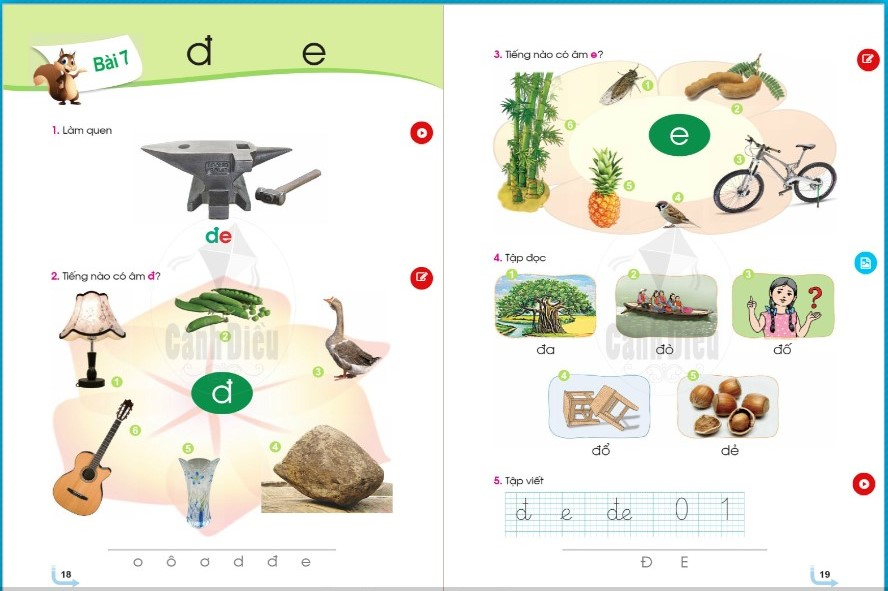 Bài 7
đ e
1. Làm quen
đe
2. Tiếng nào có âm đ?
1
2
3
đ
6
5
4
Cánh Diều
o ô ơ d đ e
18
3. Tiếng nào có âm e?
1
2
6
e
3
5
4
4. Tập đọc
1
2
3
đa đò đố
4
5
đổ dẻ
5. Tập viết
đ e đe 0 1
Đ E
19